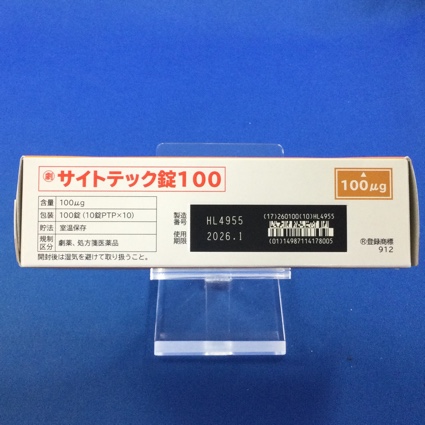 劇 サイトテック錠100
100μg
含量 100μg
包装 100錠(10錠PTP×10)
貯法 室温保存
規制区分 劇薬、処方箋医薬品
開封後は湿気を避けて取り扱うこと。
製造番号 HL4955
使用期限 2026.1
(17)260100(10)HL4955
(01)14987114178005
®登録商標
912